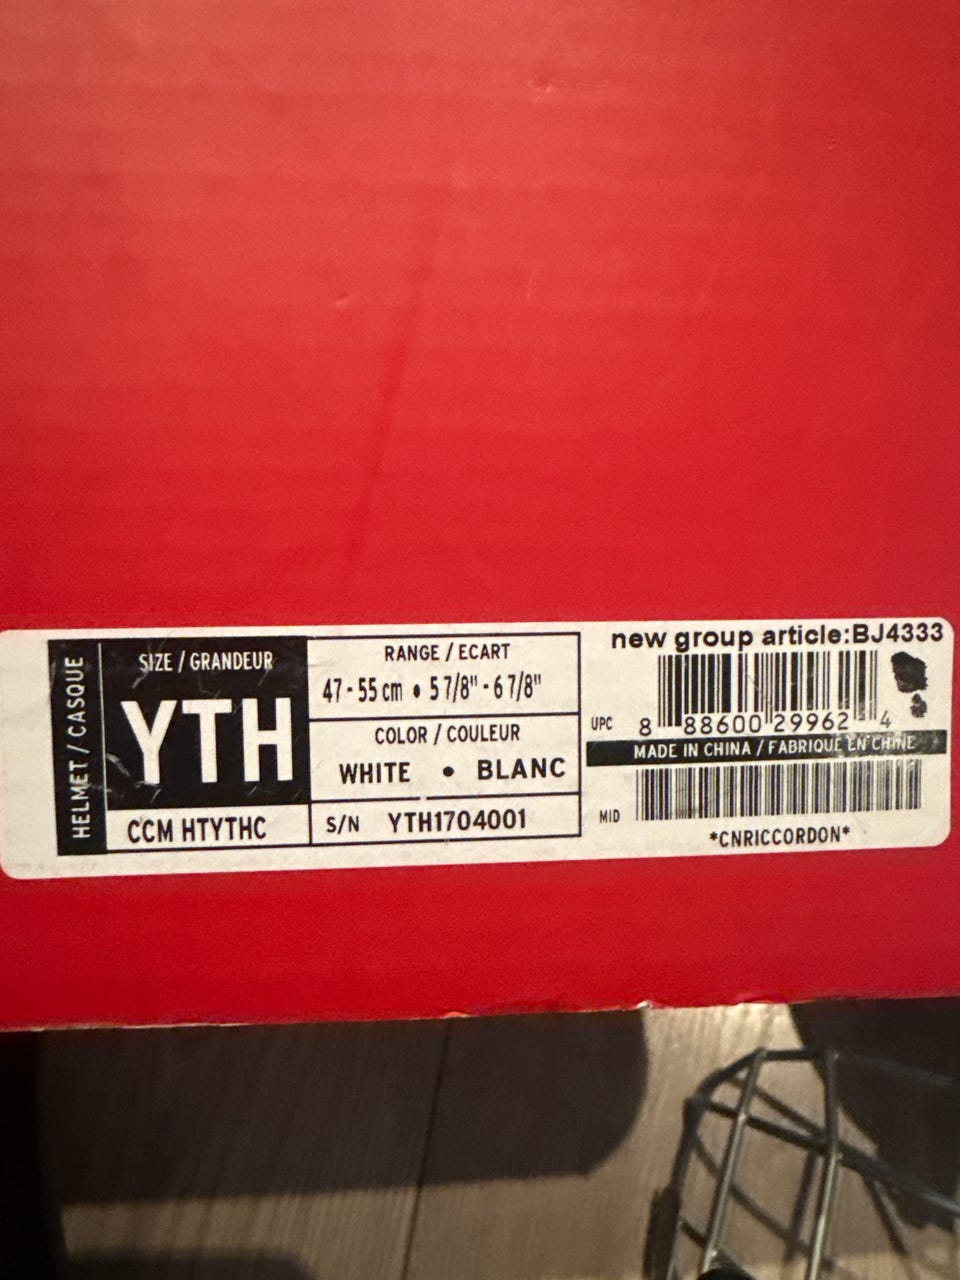 HELMET / CASQUE
SIZE / GRANDEUR
YTH
CCM HTYTHC
RANGE / ECART
47 - 55 cm • 5 7/8" - 6 7/8"
COLOR / COULEUR
WHITE • BLANC
S/N YTH1704001
new group article:BJ4333
UPC 8 88600 29962 4
MADE IN CHINA / FABRIQUÉ EN CHINE
MID
*CNRICCORDON*